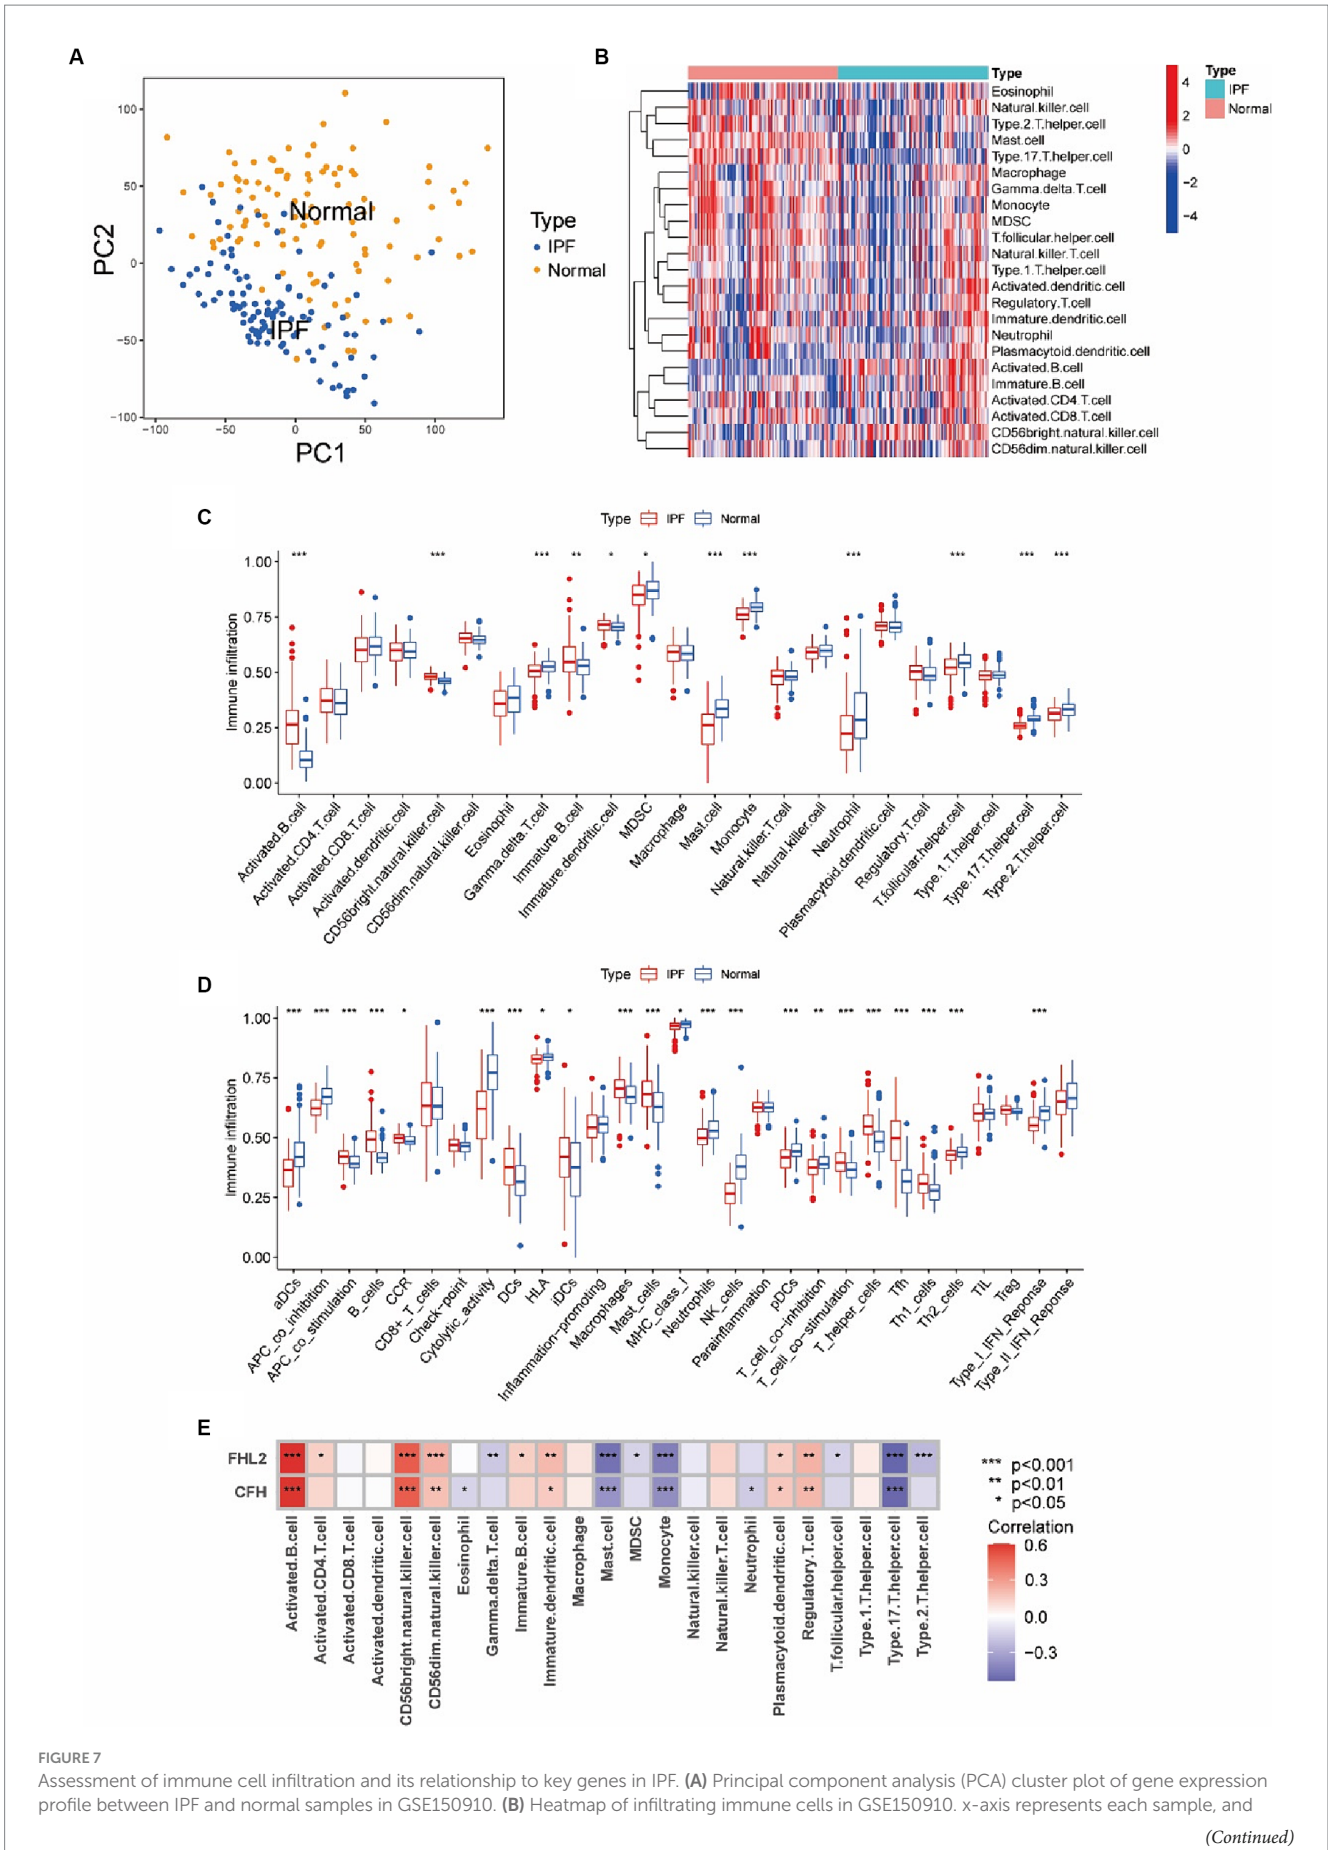 A
100
50
0
−50
−100
PC2
−100
−50
0
50
100
PC1
Normal
IPF
Type
IPF
Normal
B
Type
Eosinophil
Natural.killer.cell
Type.2.T.helper.cell
Mast.cell
Type.17.T.helper.cell
Macrophage
Gamma.delta.T.cell
Monocyte
MDSC
T.follicular.helper.cell
Natural.killer.T.cell
Type.1.T.helper.cell
Activated.dendritic.cell
Regulatory.T.cell
Immature.dendritic.cell
Neutrophil
Plasmacytoid.dendritic.cell
Activated.B.cell
Immature.B.cell
Activated.CD4.T.cell
Activated.CD8.T.cell
CD56bright.natural.killer.cell
CD56dim.natural.killer.cell
4
2
0
−2
−4
Type
IPF
Normal
C
Type IPF Normal
*** *** *** ** * * *** *** *** *** *** ***
1.00
0.75
0.50
0.25
0.00
Immune infiltration
Activated.B.cell
Activated.CD4.T.cell
Activated.CD8.T.cell
Activated.dendritic.cell
CD56bright.natural.killer.cell
CD56dim.natural.killer.cell
Eosinophil
Gamma.delta.T.cell
Immature.B.cell
Immature.dendritic.cell
MDSC
Macrophage
Mast.cell
Monocyte
Natural.killer.T.cell
Natural.killer.cell
Neutrophil
Plasmacytoid.dendritic.cell
Regulatory.T.cell
T.follicular.helper.cell
Type.1.T.helper.cell
Type.17.T.helper.cell
Type.2.T.helper.cell
D
Type IPF Normal
*** *** *** *** * *** *** * * *** *** * *** *** *** ** *** *** *** *** *** ***
1.00
0.75
0.50
0.25
0.00
Immune infiltration
aDCs
APC_co_inhibition
APC_co_stimulation
B_cells
CCR
CD8+_T_cells
Check−point
Cytolytic_activity
DCs
HLA
iDCs
Inflammation−promoting
Macrophages
Mast_cells
MHC_class_I
Neutrophils
NK_cells
Parainflammation
pDCs
T_cell_co−inhibition
T_cell_co−stimulation
T_helper_cells
Tfh
Th1_cells
Th2_cells
TIL
Treg
Type_I_IFN_Reponse
Type_II_IFN_Reponse
E
FHL2 *** * *** *** ** * ** *** * *** * ** * *** ***
CFH *** *** ** * * *** *** * * ** ***
Activated.B.cell
Activated.CD4.T.cell
Activated.CD8.T.cell
Activated.dendritic.cell
CD56bright.natural.killer.cell
CD56dim.natural.killer.cell
Eosinophil
Gamma.delta.T.cell
Immature.B.cell
Immature.dendritic.cell
Macrophage
Mast.cell
MDSC
Monocyte
Natural.killer.cell
Natural.killer.T.cell
Neutrophil
Plasmacytoid.dendritic.cell
Regulatory.T.cell
T.follicular.helper.cell
Type.1.T.helper.cell
Type.17.T.helper.cell
Type.2.T.helper.cell
*** p<0.001
** p<0.01
* p<0.05
Correlation
0.6
0.3
0.0
−0.3
FIGURE 7
Assessment of immune cell infiltration and its relationship to key genes in IPF. (A) Principal component analysis (PCA) cluster plot of gene expression
profile between IPF and normal samples in GSE150910. (B) Heatmap of infiltrating immune cells in GSE150910. x-axis represents each sample, and
(Continued)